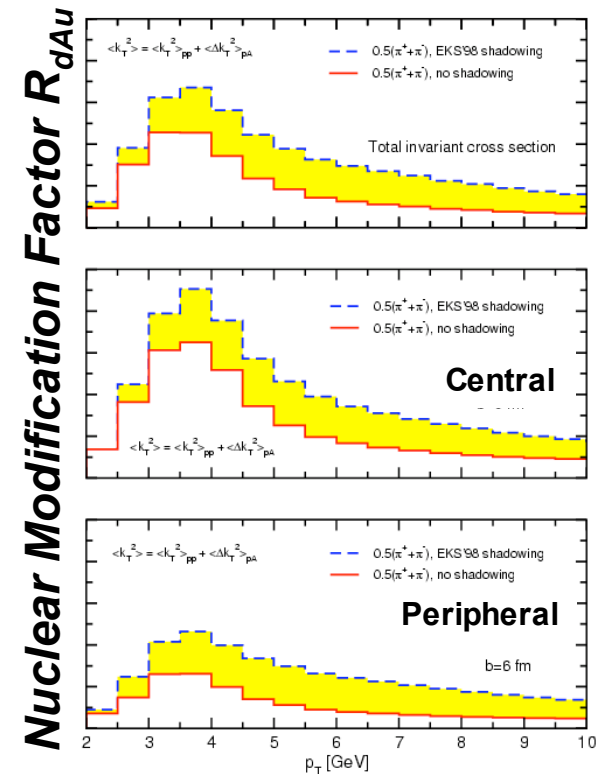 Nuclear Modification Factor R_dAu
<k_T^2> = <k_T^2>_pp + <Δk_T^2>_pA
0.5(π^+ +π^-), EKS'98 shadowing
0.5(π^+ +π^-), no shadowing
Total invariant cross section
0.5(π^+ +π^-), EKS'98 shadowing
0.5(π^+ +π^-), no shadowing
Central
<k_T^2> = <k_T^2>_pp + <Δk_T^2>_pA
<k_T^2> = <k_T^2>_pp + <Δk_T^2>_pA
0.5(π^+ +π^-), EKS'98 shadowing
0.5(π^+ +π^-), no shadowing
Peripheral
b=6 fm
2 3 4 5 6 7 8 9 10
p_T [GeV]